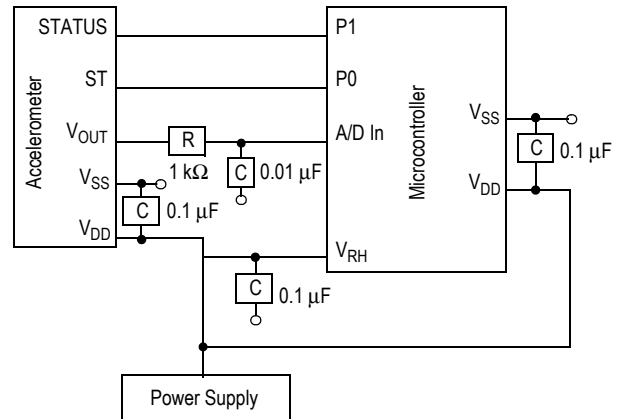 STATUS
ST
VOUT
VSS
VDD
Accelerometer
R
1 kΩ
C
0.01 µF
C
0.1 µF
C
0.1 µF
P1
P0
A/D In
VRH
Microcontroller
VSS
VDD
C
0.1 µF
Power Supply